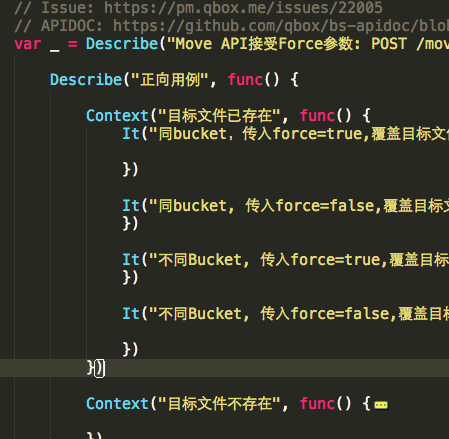 // Issue: https://pm.qbox.me/issues/22005
// APIDOC: https://github.com/qbox/bs-apidoc/blob
var _ = Describe("Move API接受Force参数: POST /mov
Describe("正向用例", func() {
Context("目标文件已存在", func() {
It("同bucket，传入force=true,覆盖目标文件
})
It("同bucket, 传入force=false,覆盖目标文
})
It("不同Bucket, 传入force=true,覆盖目标
})
It("不同Bucket, 传入force=false,覆盖目标
})
})
Context("目标文件不存在", func() {
})